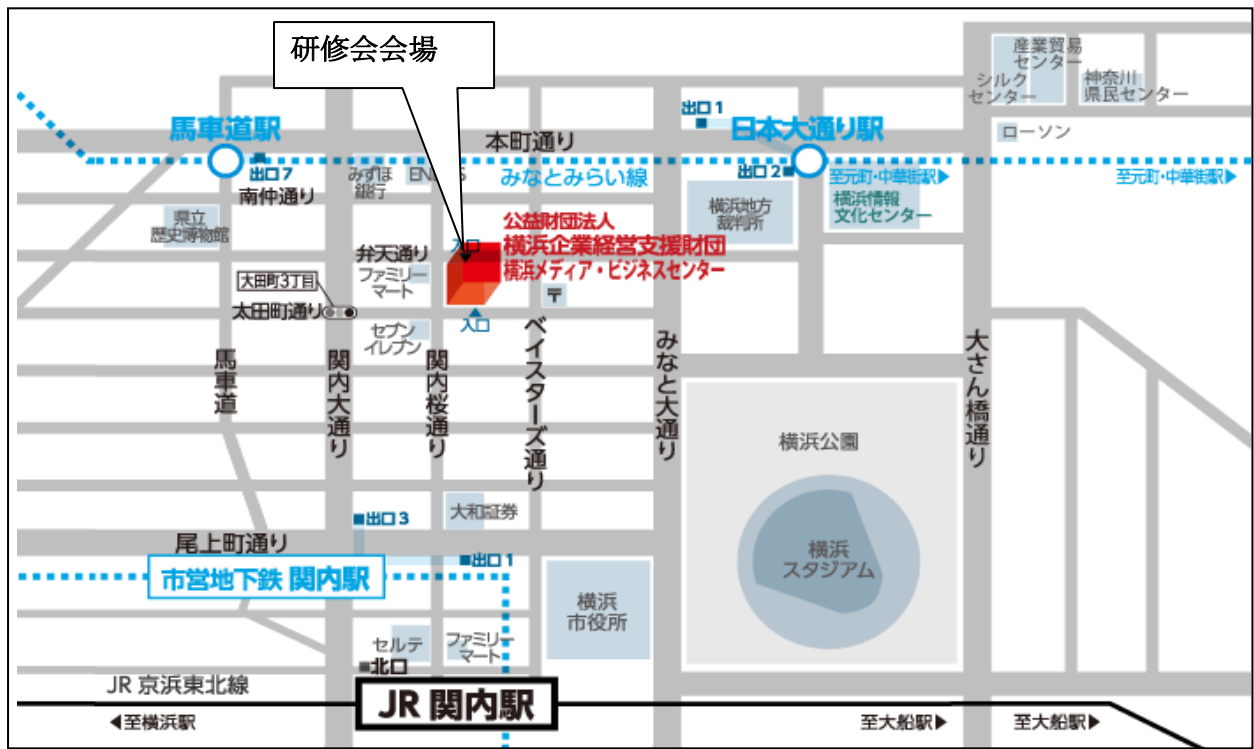 研修会会場
産業貿易
センター
シルク
センター
神奈川
県民センター
ローソン
出口1
馬車道駅
日本大通り駅
本町通り
出口7
みなとみらい線
出口2
至元町・中華街駅▶
至元町・中華街駅▶
南仲通り
みずほ
銀行
横浜地方
裁判所
横浜情報
文化センター
県立
歴史博物館
公益財団法人
横浜企業経営支援財団
横浜メディア・ビジネスセンター
入口
弁天通り
ファミリー
マート
大田町3丁目
太田町通り
〒
入口
セブン
イレブン
馬車道
関内大通り
関内桜通り
ベイスターズ通り
みなと大通り
大さん橋通り
横浜公園
横浜
スタジアム
大和証券
出口3
尾上町通り
出口1
市営地下鉄 関内駅
横浜
市役所
セルテ
ファミリー
マート
北口
JR 京浜東北線
JR 関内駅
◀至横浜駅
至大船駅▶
至大船駅▶